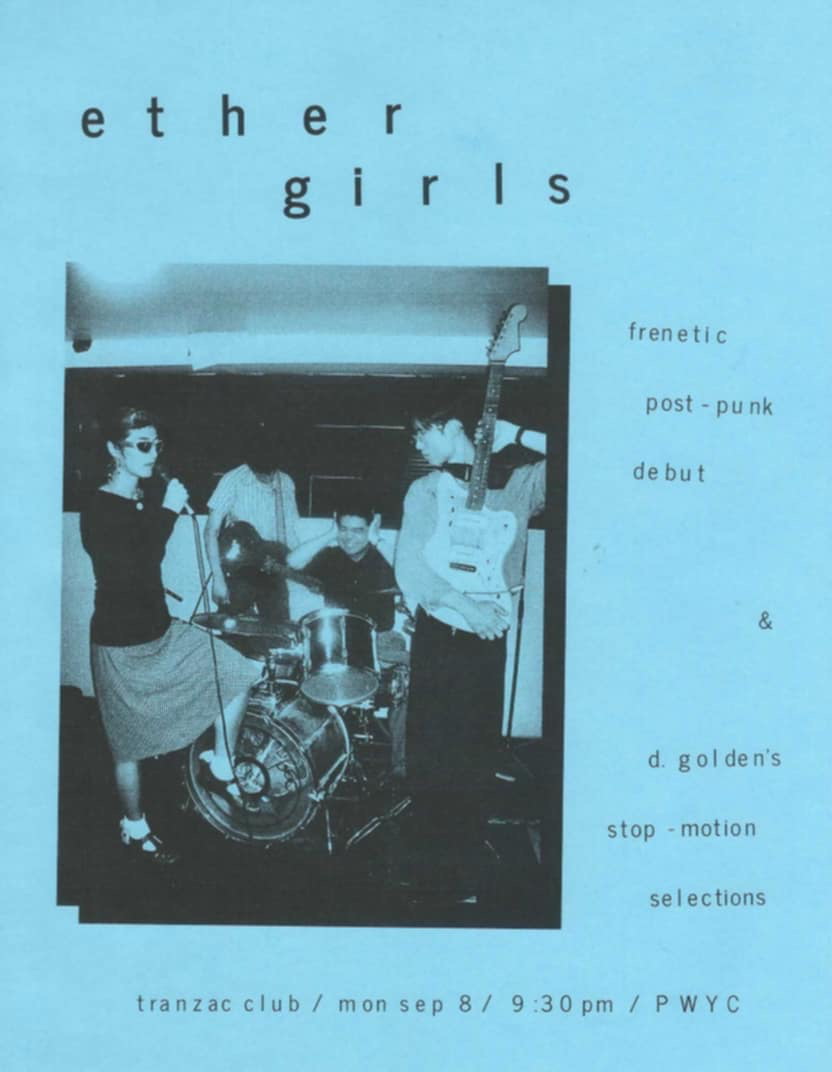 ether
girls
frenetic
post-punk
debut
&
d. golden's
stop-motion
selections
tranzac club / mon sep 8 / 9:30 pm / PWYC